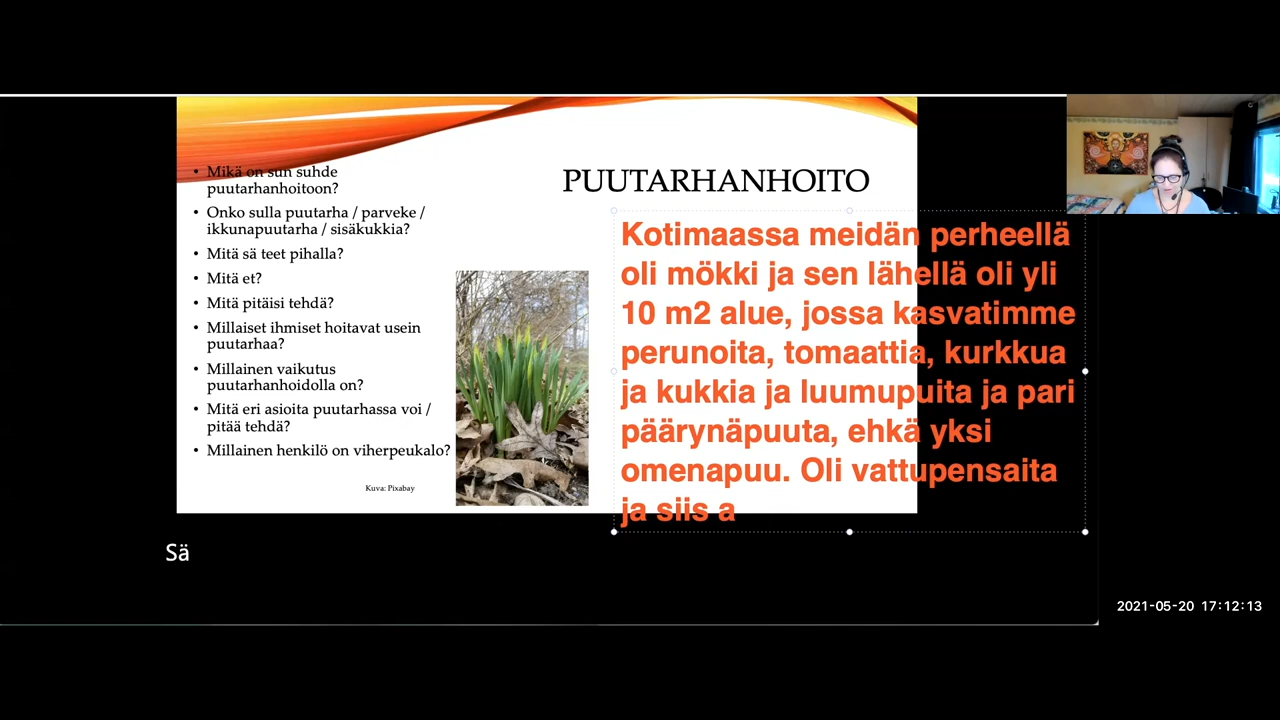 PUUTARHANHOITO
• Mikä on sun suhde
puutarhanhoitoon?
• Onko sulla puutarha / parveke /
ikkunapuutarha / sisäkukkia?
• Mitä sä teet pihalla?
• Mitä et?
• Mitä pitäisi tehdä?
• Millaiset ihmiset hoitavat usein
puutarhaa?
• Millainen vaikutus
puutarhanhoidolla on?
• Mitä eri asioita puutarhassa voi /
pitää tehdä?
• Millainen henkilö on viherpeukalo?
Kuva: Pixabay
Kotimaassa meidän perheellä
oli mökki ja sen lähellä oli yli
10 m2 alue, jossa kasvatimme
perunoita, tomaattia, kurkkua
ja kukkia ja luumupuita ja pari
päärynäpuuta, ehkä yksi
omenapuu. Oli vattupensaita
ja siis a
Sä
2021-05-20 17:12:13